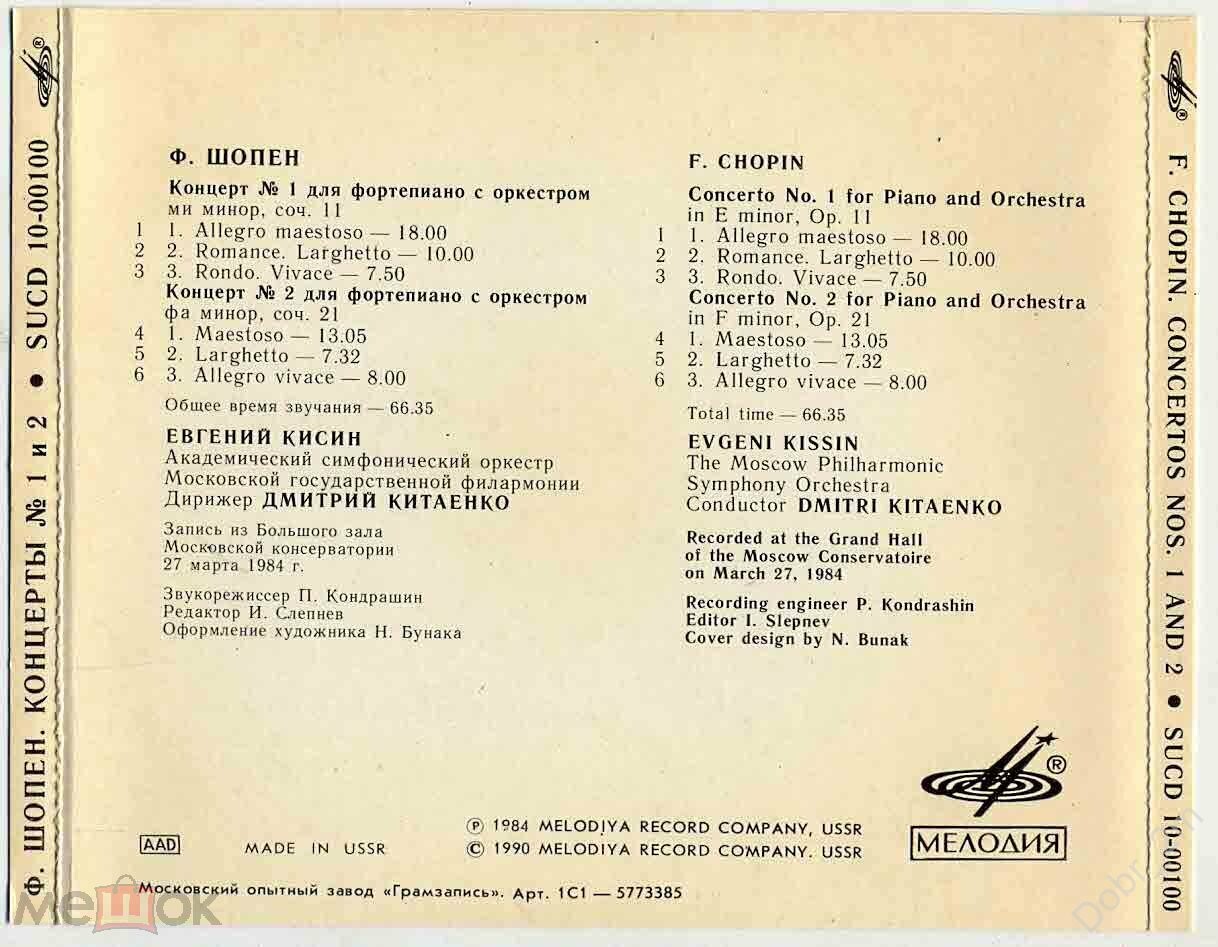 Ф. ШОПЕН. КОНЦЕРТЫ № 1 и 2 ● SUCD 10-00100
Ф. ШОПЕН
Концерт № 1 для фортепиано с оркестром
ми минор, соч. 11
1 1. Allegro maestoso — 18.00
2 2. Romance. Larghetto — 10.00
3 3. Rondo. Vivace — 7.50
Концерт № 2 для фортепиано с оркестром
фа минор, соч. 21
4 1. Maestoso — 13.05
5 2. Larghetto — 7.32
6 3. Allegro vivace — 8.00
Общее время звучания — 66.35
ЕВГЕНИЙ КИСИН
Академический симфонический оркестр
Московской государственной филармонии
Дирижер ДМИТРИЙ КИТАЕНКО
Запись из Большого зала
Московской консерватории
27 марта 1984 г.
Звукорежиссер П. Кондрашин
Редактор И. Слепнев
Оформление художника Н. Бунака
F. CHOPIN
Concerto No. 1 for Piano and Orchestra
in E minor, Op. 11
1 1. Allegro maestoso — 18.00
2 2. Romance. Larghetto — 10.00
3 3. Rondo. Vivace — 7.50
Concerto No. 2 for Piano and Orchestra
in F minor, Op. 21
4 1. Maestoso — 13.05
5 2. Larghetto — 7.32
6 3. Allegro vivace — 8.00
Total time — 66.35
EVGENI KISSIN
The Moscow Philharmonic
Symphony Orchestra
Conductor DMITRI KITAENKO
Recorded at the Grand Hall
of the Moscow Conservatoire
on March 27, 1984
Recording engineer P. Kondrashin
Editor I. Slepnev
Cover design by N. Bunak
®
МЕЛОДИЯ
AAD
MADE IN USSR
℗ 1984 MELODIYA RECORD COMPANY, USSR
© 1990 MELODIYA RECORD COMPANY. USSR
Московский опытный завод «Грамзапись». Арт. 1С1 — 5773385
F. CHOPIN. CONCERTOS NOS. 1 AND 2 ● SUCD 10-00100
мешок